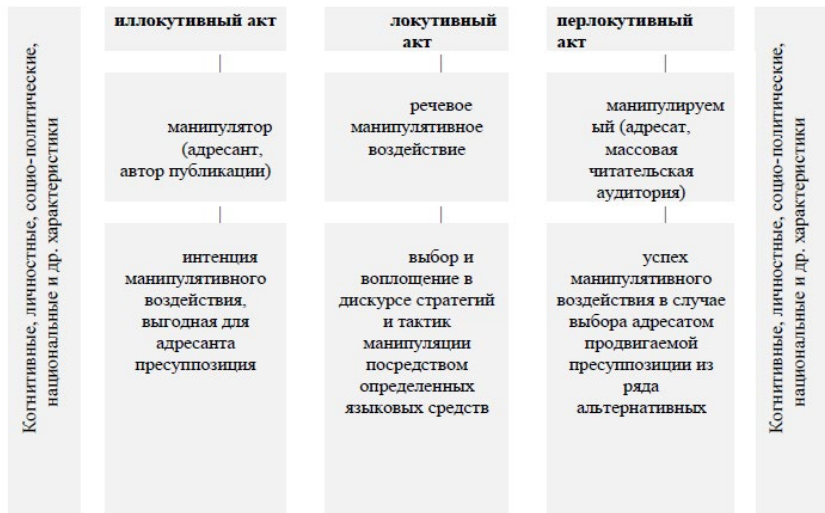 Когнитивные, личностные, социо-политические,
национальные и др. характеристики
иллокутивный акт
манипулятор
(адресант,
автор публикации)
интенция
манипулятивного
воздействия,
выгодная для
адресанта
пресуппозиция
локутивный
акт
речевое
манипулятивное
воздействие
выбор и
воплощение в
дискурсе стратегий
и тактик
манипуляции
посредством
определенных
языковых средств
перлокутивный
акт
манипулируем
ый (адресат,
массовая
читательская
аудитория)
успех
манипулятивного
воздействия в случае
выбора адресатом
продвигаемой
пресуппозиции из
ряда
альтернативных
Когнитивные, личностные, социо-политические,
национальные и др. характеристики